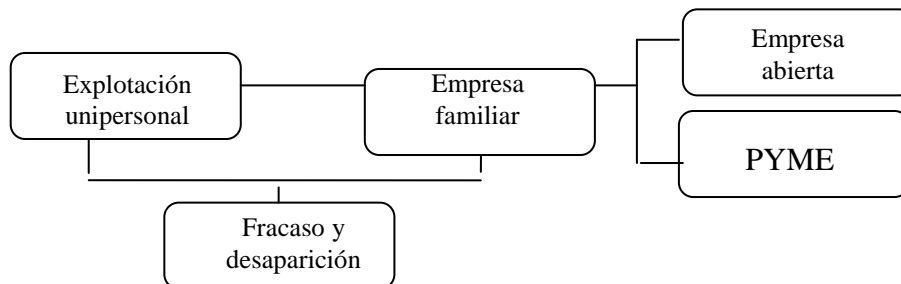 Explotación
unipersonal
Empresa
familiar
Empresa
abierta
PYME
Fracaso y
desaparición